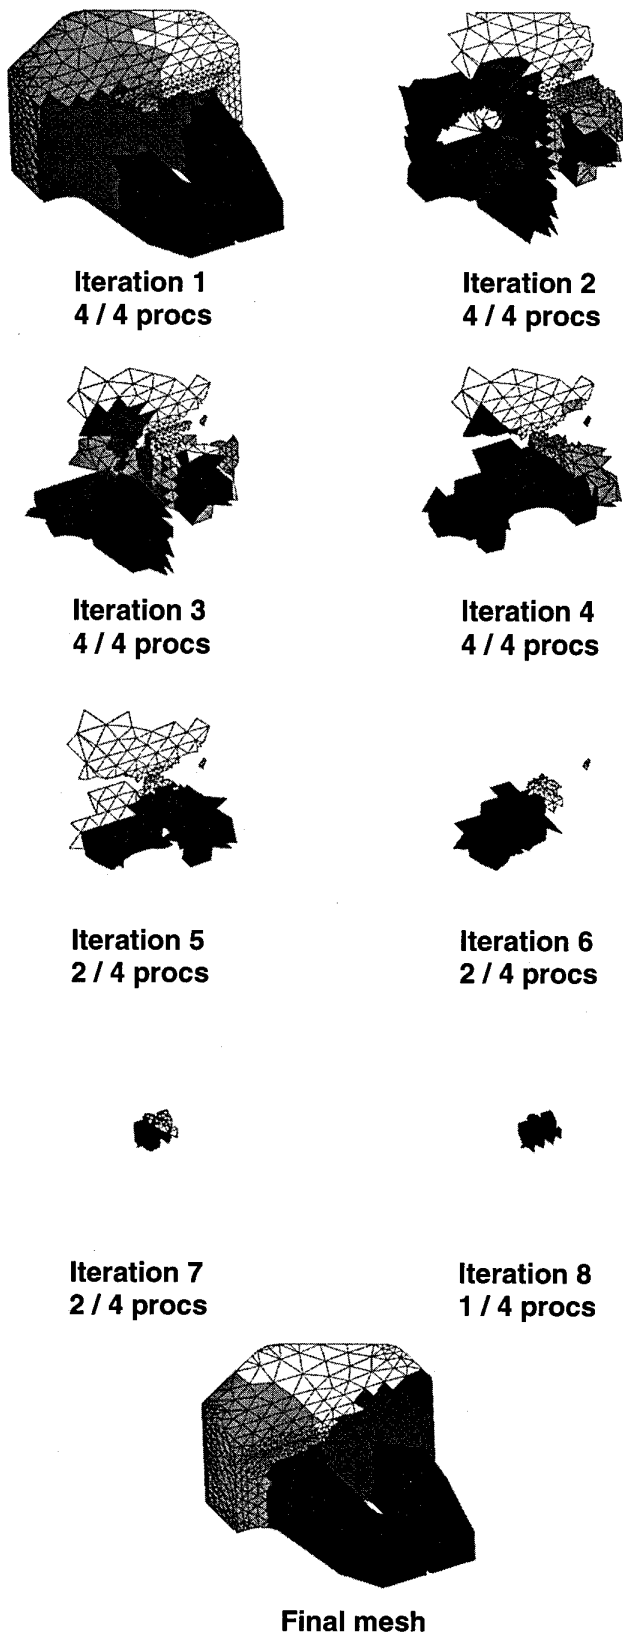 Iteration 1
4 / 4 procs
Iteration 2
4 / 4 procs
Iteration 3
4 / 4 procs
Iteration 4
4 / 4 procs
Iteration 5
2 / 4 procs
Iteration 6
2 / 4 procs
Iteration 7
2 / 4 procs
Iteration 8
1 / 4 procs
Final mesh